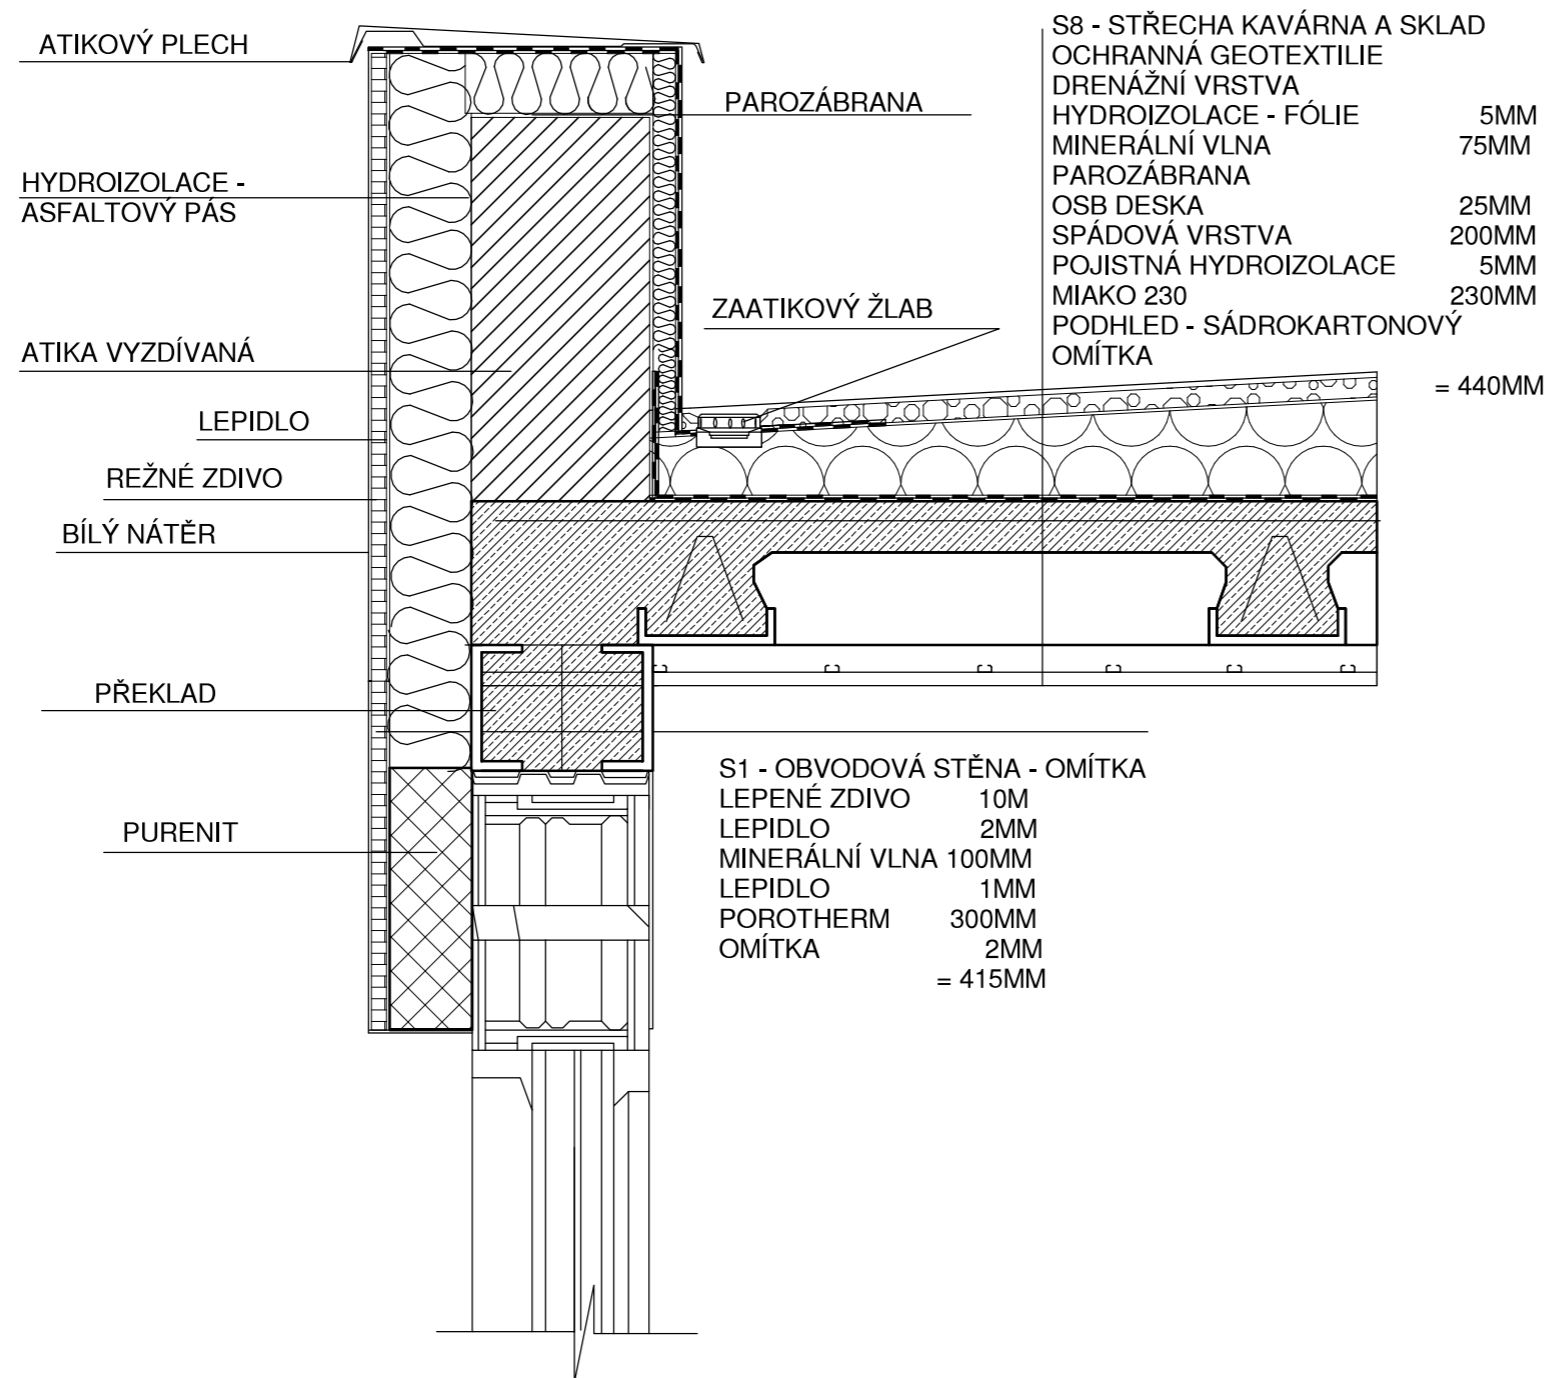 ATIKOVÝ PLECH
PAROZÁBRANA
HYDROIZOLACE -
ASFALTOVÝ PÁS
ZAATIKOVÝ ŽLAB
ATIKA VYZDÍVANÁ
LEPIDLO
REŽNÉ ZDIVO
BÍLÝ NÁTĚR
PŘEKLAD
PURENIT
S8 - STŘECHA KAVÁRNA A SKLAD
OCHRANNÁ GEOTEXTILIE
DRENÁŽNÍ VRSTVA
HYDROIZOLACE - FÓLIE 5MM
MINERÁLNÍ VLNA 75MM
PAROZÁBRANA
OSB DESKA 25MM
SPÁDOVÁ VRSTVA 200MM
POJISTNÁ HYDROIZOLACE 5MM
MIAKO 230 230MM
PODHLED - SÁDROKARTONOVÝ
OMÍTKA
= 440MM
S1 - OBVODOVÁ STĚNA - OMÍTKA
LEPENÉ ZDIVO 10M
LEPIDLO 2MM
MINERÁLNÍ VLNA 100MM
LEPIDLO 1MM
POROTHERM 300MM
OMÍTKA 2MM
= 415MM